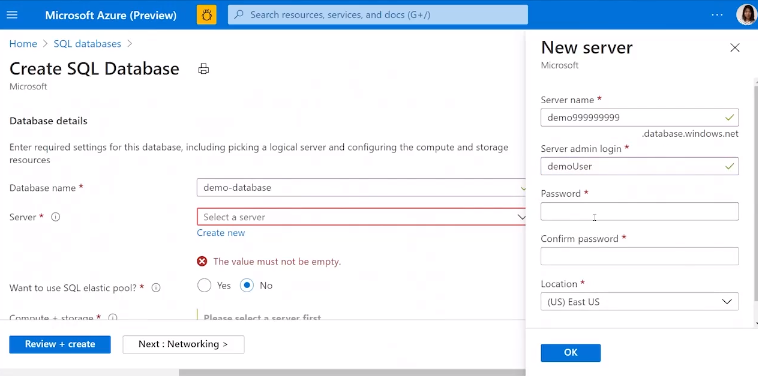 Microsoft Azure (Preview)
Search resources, services, and docs (G+/)
Home > SQL databases >
Create SQL Database
Microsoft
Database details
Enter required settings for this database, including picking a logical server and configuring the compute and storage
resources
Database name *
demo-database
Server *
Select a server
Create new
The value must not be empty.
Want to use SQL elastic pool? *
Yes
No
Compute + storage *
Please select a server first.
Review + create
Next : Networking >
New server
Microsoft
Server name *
demo999999999
.database.windows.net
Server admin login *
demoUser
Password *
Confirm password *
Location *
(US) East US
OK